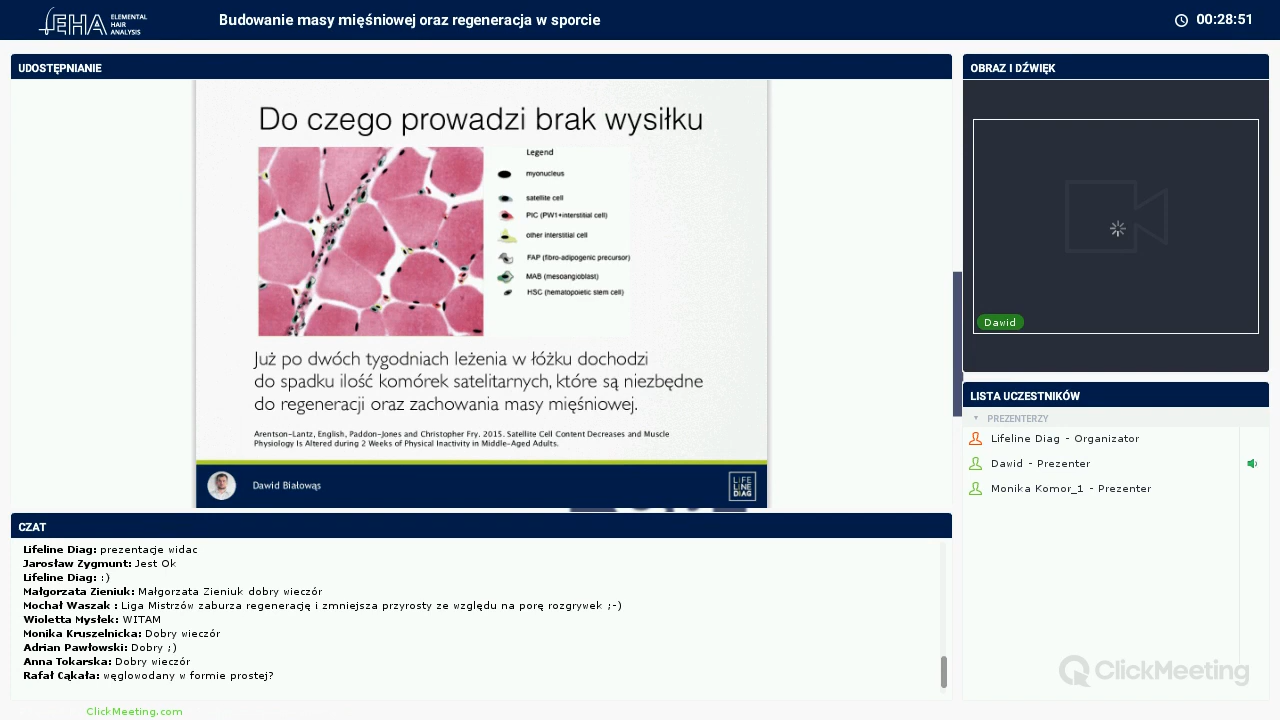 EHA ELEMENTAL
HAIR
ANALYSIS
Budowanie masy mięśniowej oraz regeneracja w sporcie
00:28:51
UDOSTĘPNIANIE
Do czego prowadzi brak wysiłku
Legend
myonucleus
satellite cell
PIC (PW1+interstitial cell)
other interstitial cell
FAP (fibro-adipogenic precursor)
MAB (mesoangioblast)
HSC (hematopoietic stem cell)
Już po dwóch tygodniach leżenia w łóżku dochodzi
do spadku ilość komórek satelitarnych, które są niezbędne
do regeneracji oraz zachowania masy mięśniowej.
Arentson-Lantz, English, Paddon-Jones and Christopher Fry. 2015. Satellite Cell Content Decreases and Muscle
Physiology Is Altered during 2 Weeks of Physical Inactivity in Middle-Aged Adults.
Dawid Białowąs
LIFE
LINE
DIAG
OBRAZ I DŹWIĘK
Dawid
LISTA UCZESTNIKÓW
PREZENTERZY
Lifeline Diag - Organizator
Dawid - Prezenter
Monika Komor_1 - Prezenter
CZAT
Lifeline Diag: prezentacje widac
Jarosław Zygmunt: Jest Ok
Lifeline Diag: :)
Małgorzata Zieniuk: Małgorzata Zieniuk dobry wieczór
Mochał Waszak : Liga Mistrzów zaburza regenerację i zmniejsza przyrosty ze względu na porę rozgrywek ;-)
Wioletta Mysłek: WITAM
Monika Kruszelnicka: Dobry wieczór
Adrian Pawłowski: Dobry ;)
Anna Tokarska: Dobry wieczór
Rafał Cąkała: węglowodany w formie prostej?
ClickMeeting
ClickMeeting.com